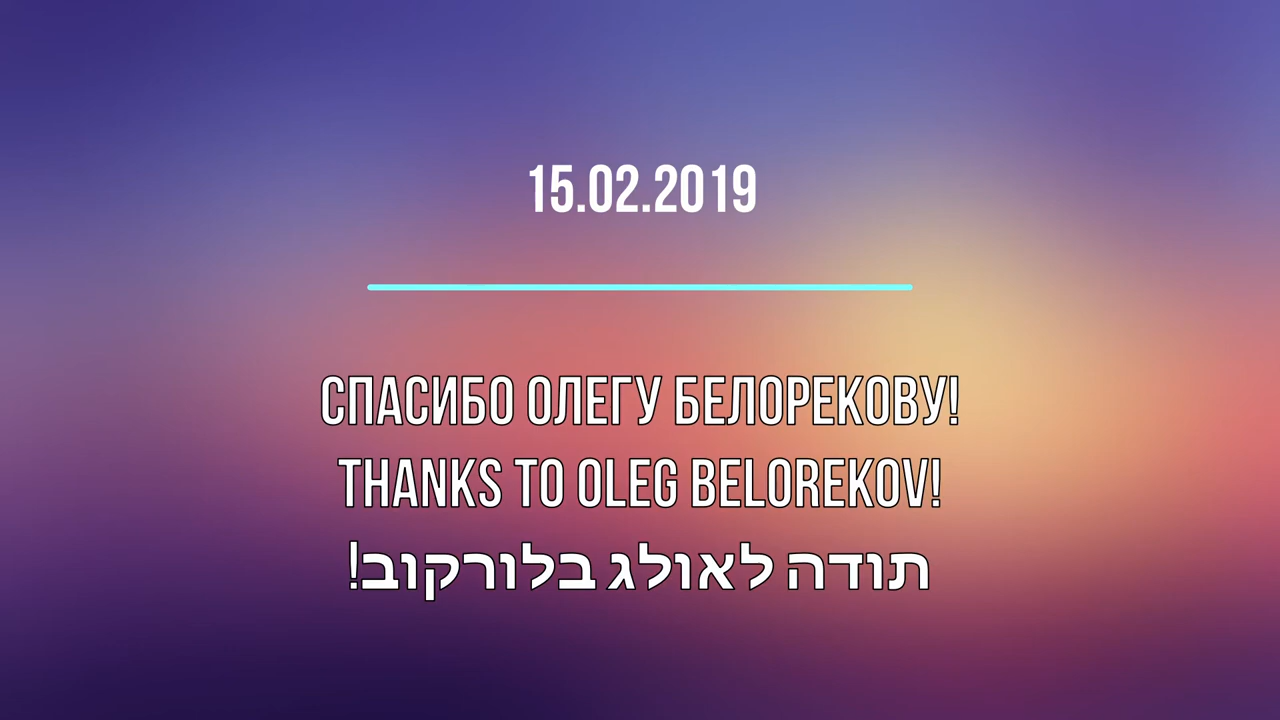 15.02.2019
СПАСИБО ОЛЕГУ БЕЛОРЕКОВУ!
THANKS TO OLEG BELOREKOV!
תודה לאולג בלורקוב!